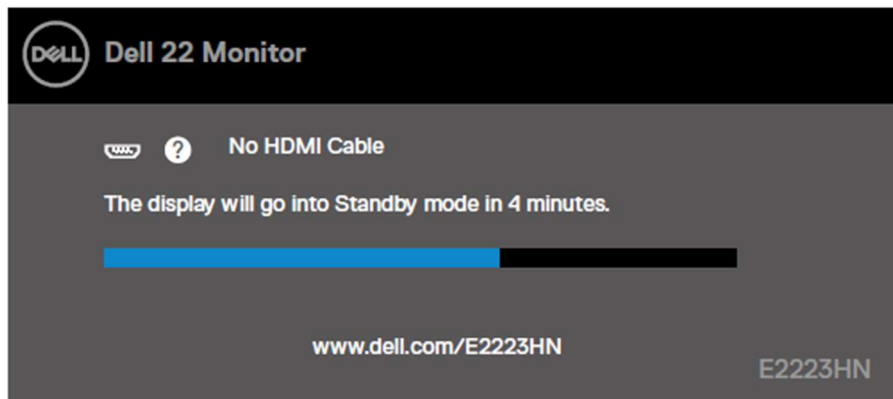 DELL Dell 22 Monitor
? No HDMI Cable
The display will go into Standby mode in 4 minutes.
www.dell.com/E2223HN
E2223HN